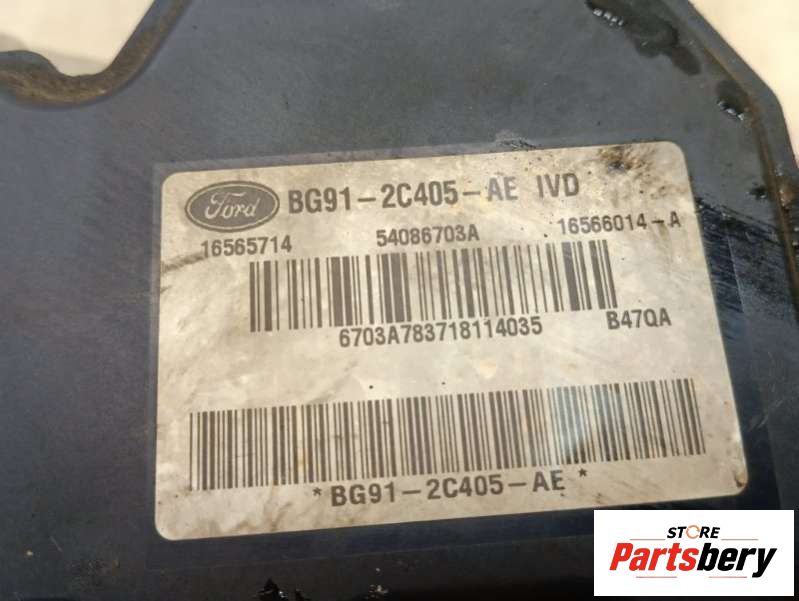 Ford BG91-2C405-AE IVD
16565714 54086703A 16566014-A
6703A783718114035 B47QA
*BG91-2C405-AE*
STORE
Partsbery